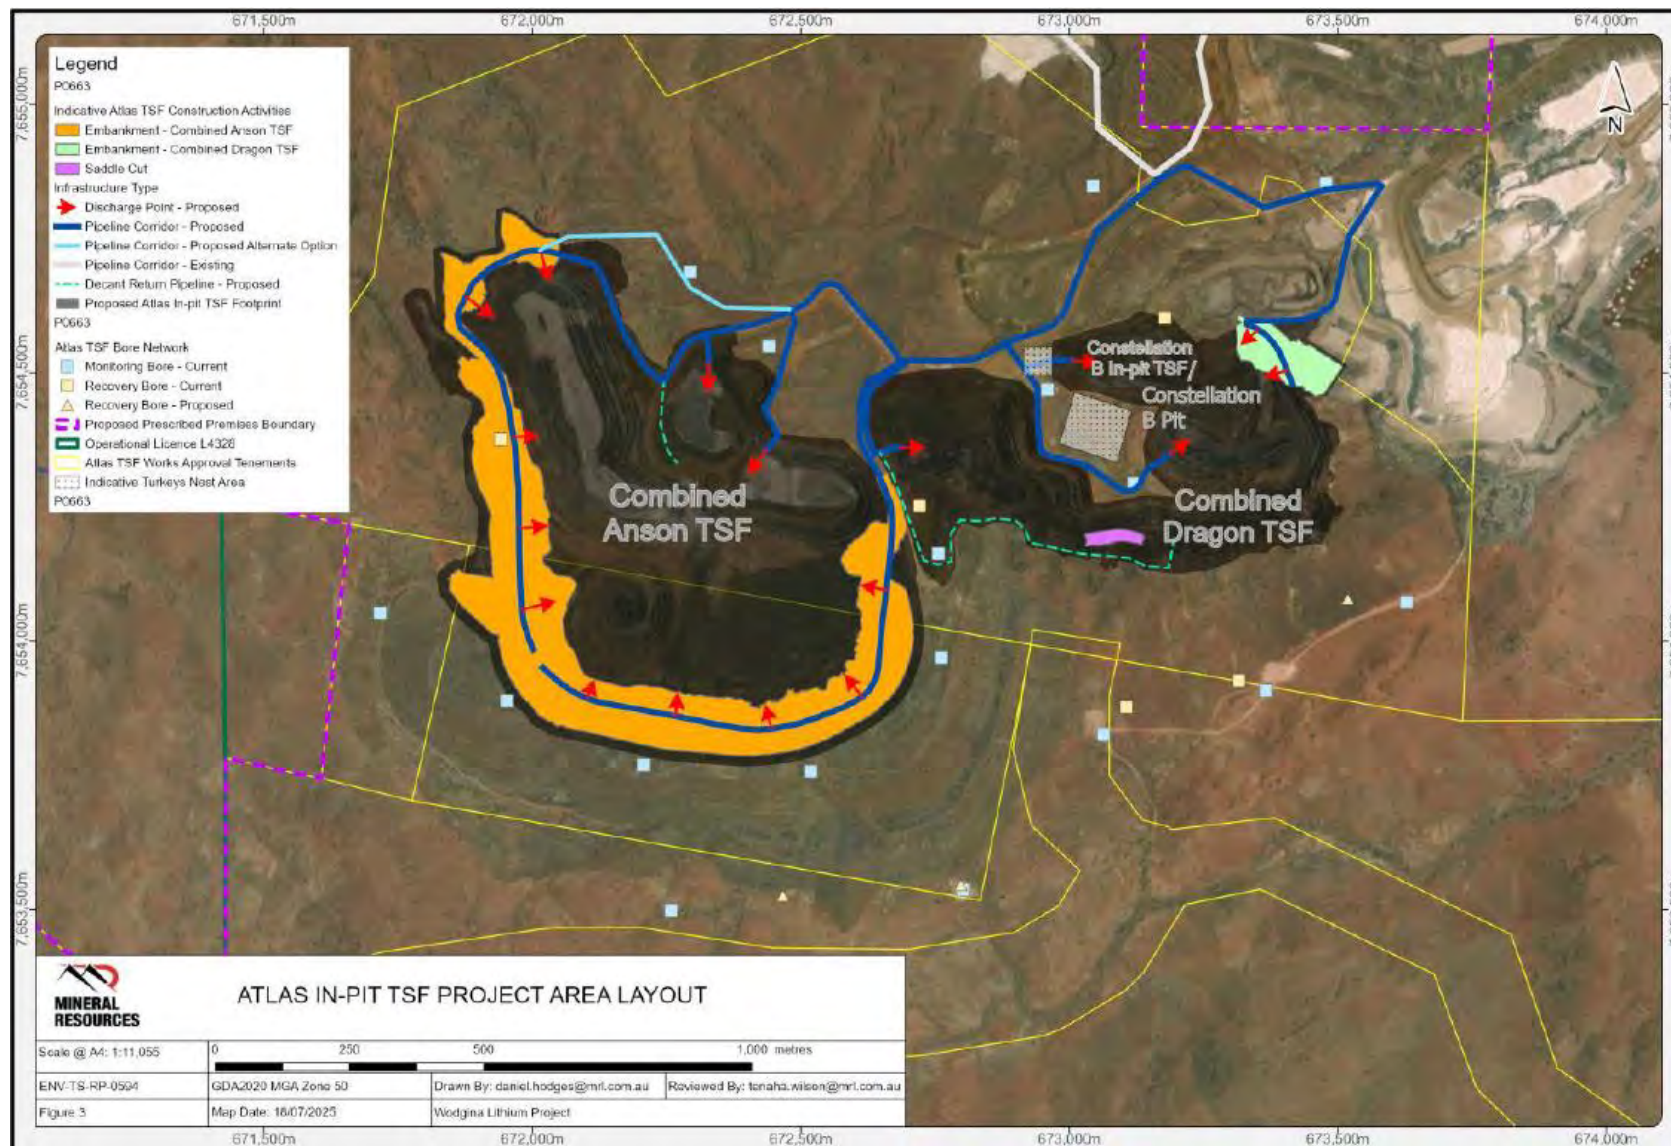 671,500m 672,000m 672,500m 673,000m 673,500m 674,000m
Legend
P0663
Indicative Atlas TSF Construction Activities
Embankment - Combined Anson TSF
Embankment - Combined Dragon TSF
Saddle Cut
Infrastructure Type
Discharge Point - Proposed
Pipeline Corridor - Proposed
Pipeline Corridor - Proposed Alternate Option
Pipeline Corridor - Existing
Decant Return Pipeline - Proposed
Proposed Atlas In-pit TSF Footprint
P0663
Atlas TSF Bore Network
Monitoring Bore - Current
Recovery Bore - Current
Recovery Bore - Proposed
Proposed Prescribed Premises Boundary
Operational Licence L4328
Atlas TSF Works Approval Tenements
Indicative Turkeys Nest Area
P0663
7,655,000m
7,654,500m
7,654,000m
7,653,500m
N
Constellation
B In-pit TSF/
Constellation
B Pit
Combined
Anson TSF
Combined
Dragon TSF
MINERAL
RESOURCES
ATLAS IN-PIT TSF PROJECT AREA LAYOUT
Scale @ A4: 1:11,055
0 250 500 1,000 metres
ENV-TS-RP-0594
GDA2020 MGA Zone 50
Drawn By: daniel.hodges@mrl.com.au
Reviewed By: tenaha.wilson@mrl.com.au
Figure 3
Map Date: 18/07/2025
Wodgina Lithium Project
671,500m 672,000m 672,500m 673,000m 673,500m 674,000m